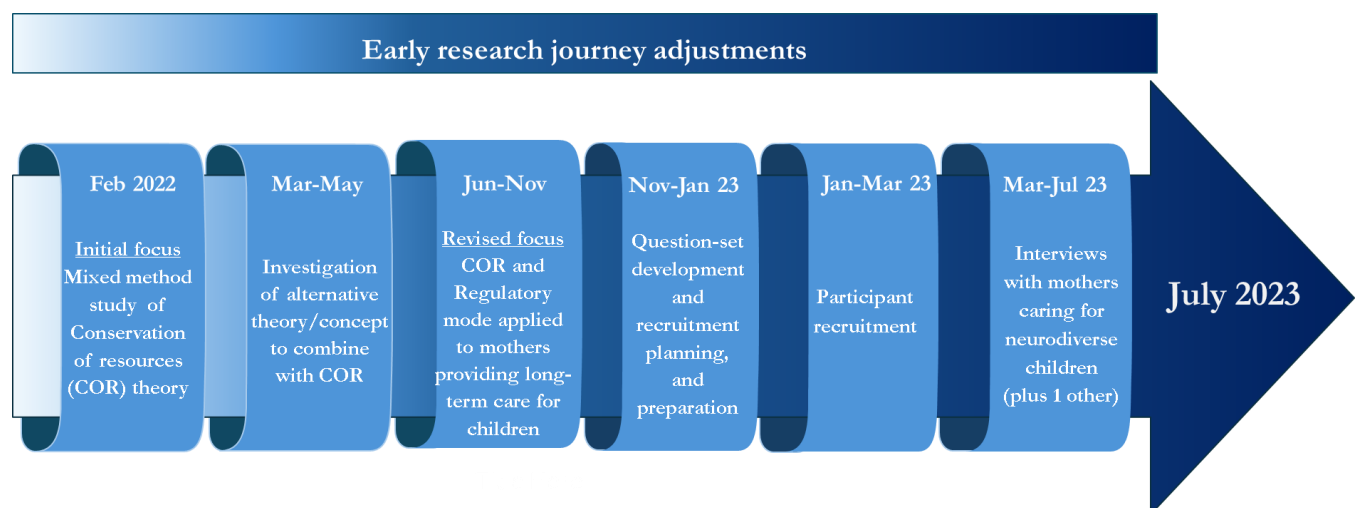 Early research journey adjustments
Feb 2022
Initial focus
Mixed method
study of
Conservation
of resources
(COR) theory
Mar-May
Investigation
of alternative
theory/concept
to combine
with COR
Jun-Nov
Revised focus
COR and
Regulatory
mode applied
to mothers
providing long-
term care for
children
Nov-Jan 23
Question-set
development
and
recruitment
planning,
and
preparation
Jan-Mar 23
Participant
recruitment
Mar-Jul 23
Interviews
with mothers
caring for
neurodiverse
children
(plus 1 other)
July 2023